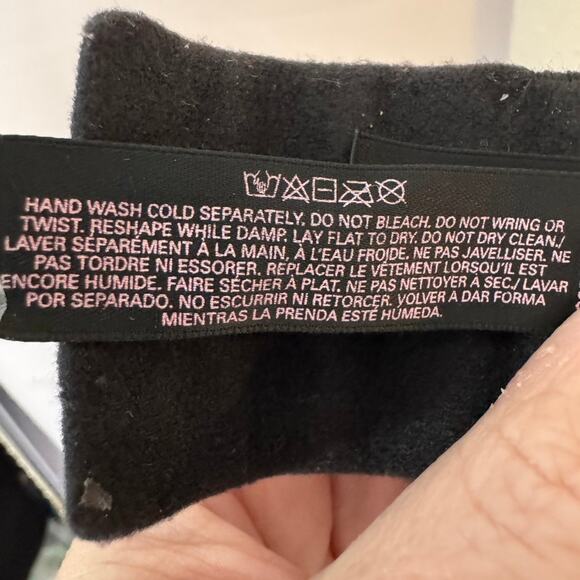 HAND WASH COLD SEPARATELY. DO NOT BLEACH. DO NOT WRING OR
TWIST. RESHAPE WHILE DAMP. LAY FLAT TO DRY. DO NOT DRY CLEAN./
LAVER SÉPARÉMENT À LA MAIN, À L'EAU FROIDE. NE PAS JAVELLISER. NE
PAS TORDRE NI ESSORER. REPLACER LE VÊTEMENT LORSQU'IL EST
ENCORE HUMIDE. FAIRE SÉCHER À PLAT. NE PAS NETTOYER À SEC./ LAVAR
POR SEPARADO. NO ESCURRIR NI RETORCER. VOLVER A DAR FORMA
MIENTRAS LA PRENDA ESTÉ HÚMEDA.